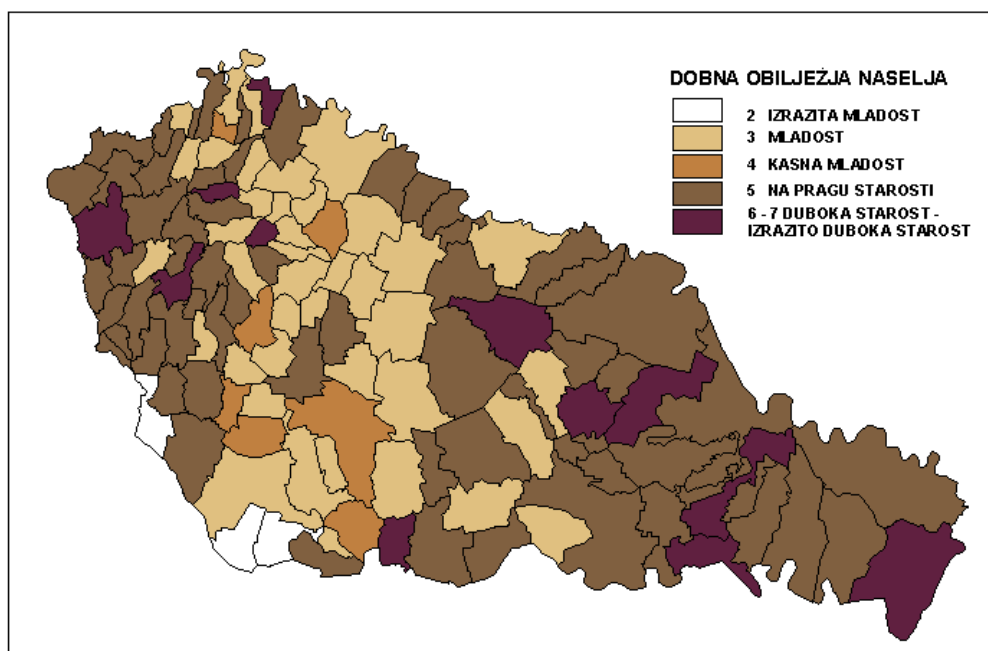 DOBNA OBILJEŽJA NASELJA
2 IZRAZITA MLADOST
3 MLADOST
4 KASNA MLADOST
5 NA PRAGU STAROSTI
6 - 7 DUBOKA STAROST -
IZRAZITO DUBOKA STAROST